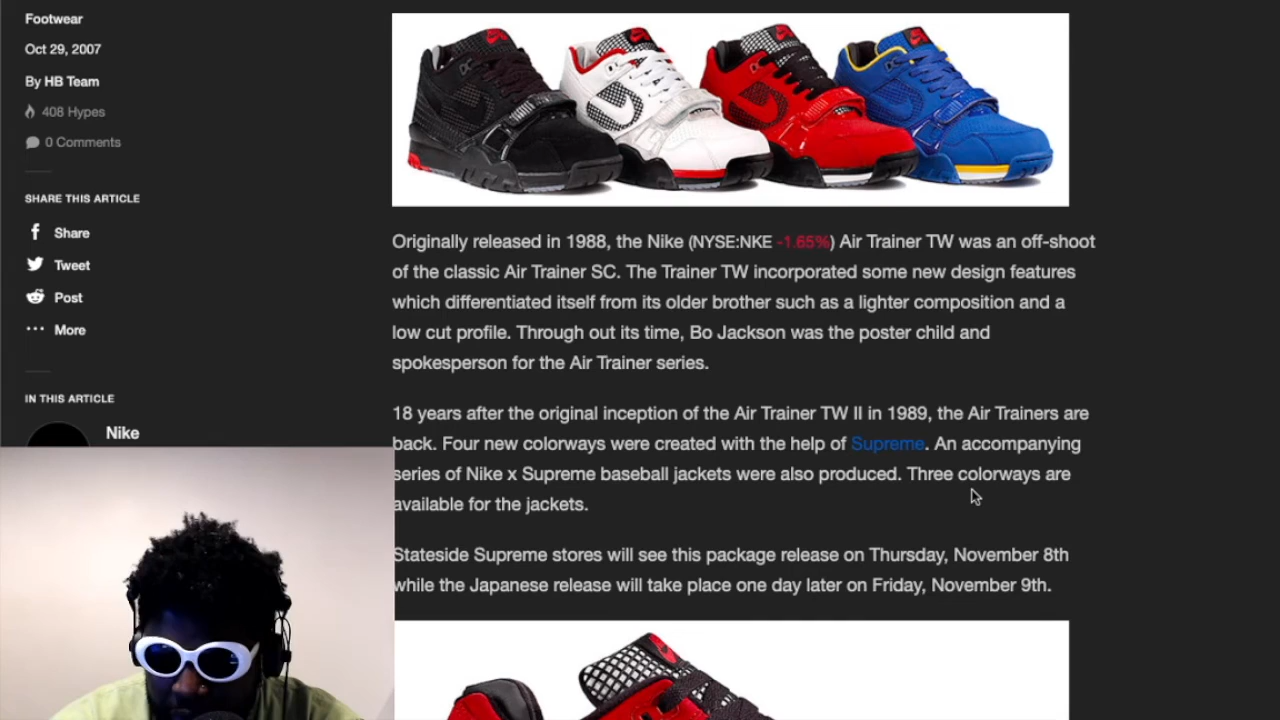 Footwear
Oct 29, 2007
By HB Team
408 Hypes
0 Comments
SHARE THIS ARTICLE
Share
Tweet
Post
More
IN THIS ARTICLE
Nike
Originally released in 1988, the Nike (NYSE:NKE -1.65%) Air Trainer TW was an off-shoot
of the classic Air Trainer SC. The Trainer TW incorporated some new design features
which differentiated itself from its older brother such as a lighter composition and a
low cut profile. Through out its time, Bo Jackson was the poster child and
spokesperson for the Air Trainer series.
18 years after the original inception of the Air Trainer TW II in 1989, the Air Trainers are
back. Four new colorways were created with the help of Supreme. An accompanying
series of Nike x Supreme baseball jackets were also produced. Three colorways are
available for the jackets.
Stateside Supreme stores will see this package release on Thursday, November 8th
while the Japanese release will take place one day later on Friday, November 9th.